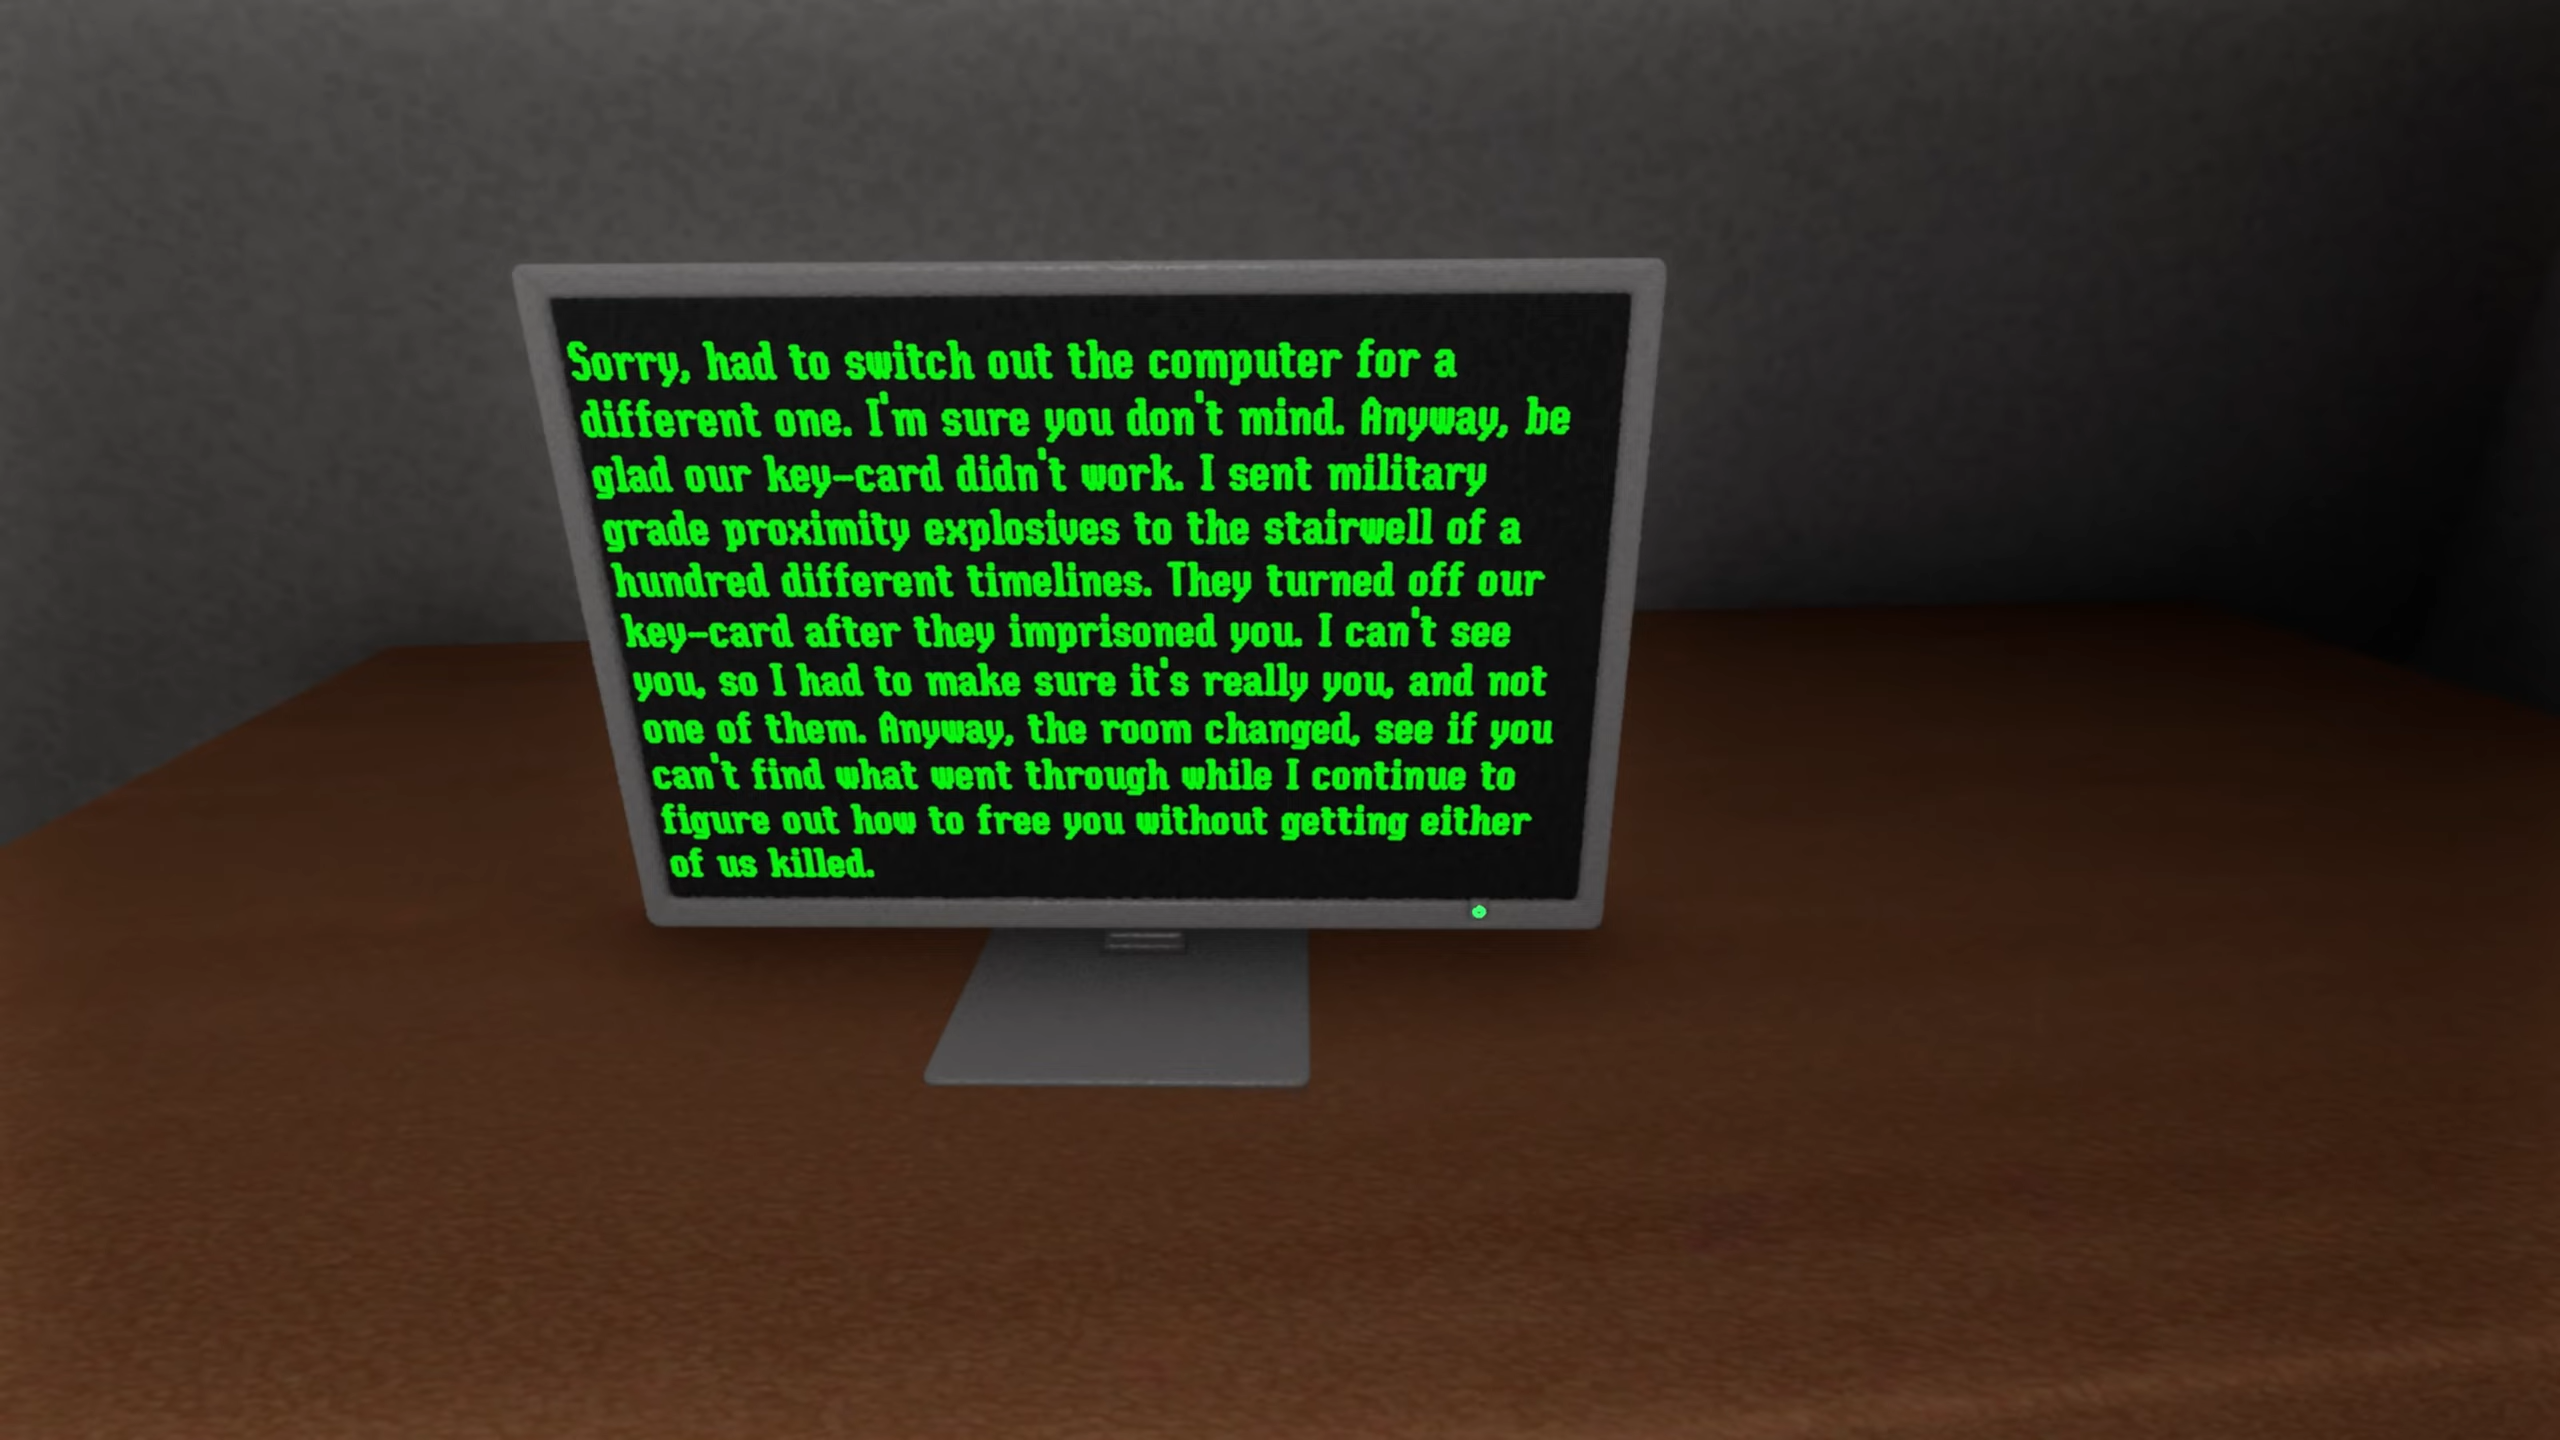 Sorry, had to switch out the computer for a
different one. I'm sure you don't mind. Anyway, be
glad our key-card didn't work. I sent military
grade proximity explosives to the stairwell of a
hundred different timelines. They turned off our
key-card after they imprisoned you. I can't see
you, so I had to make sure it's really you, and not
one of them. Anyway, the room changed, see if you
can't find what went through while I continue to
figure out how to free you without getting either
of us killed.